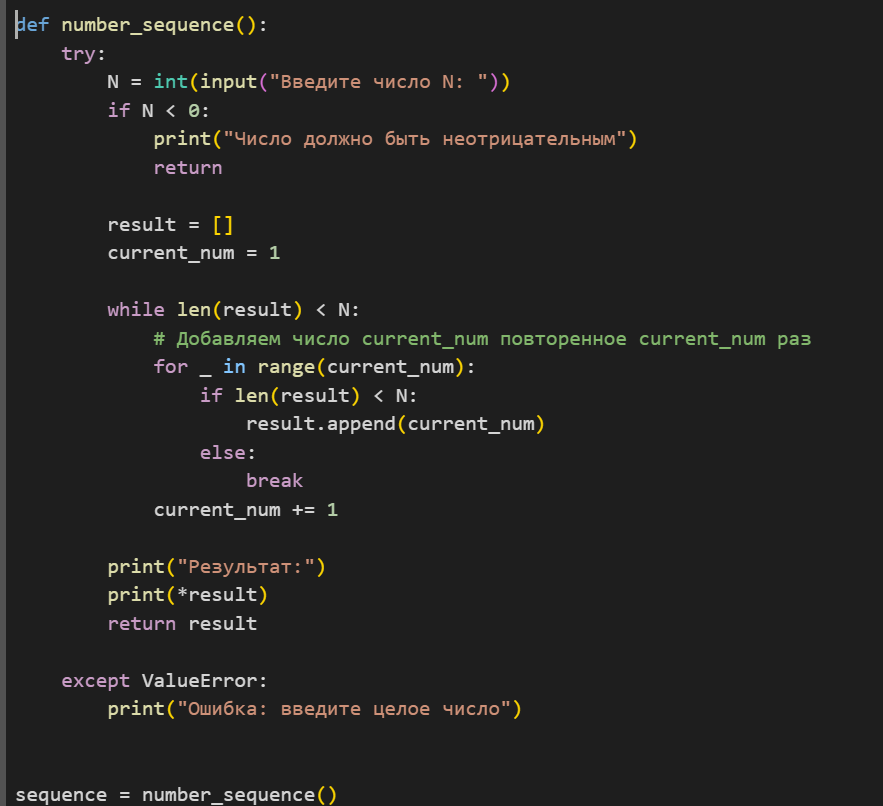 def number_sequence():
    try:
        N = int(input("Введите число N: "))
        if N < 0:
            print("Число должно быть неотрицательным")
            return

        result = []
        current_num = 1

        while len(result) < N:
            # Добавляем число current_num повторенное current_num раз
            for _ in range(current_num):
                if len(result) < N:
                    result.append(current_num)
                else:
                    break
            current_num += 1

        print("Результат:")
        print(*result)
        return result

    except ValueError:
        print("Ошибка: введите целое число")


sequence = number_sequence()